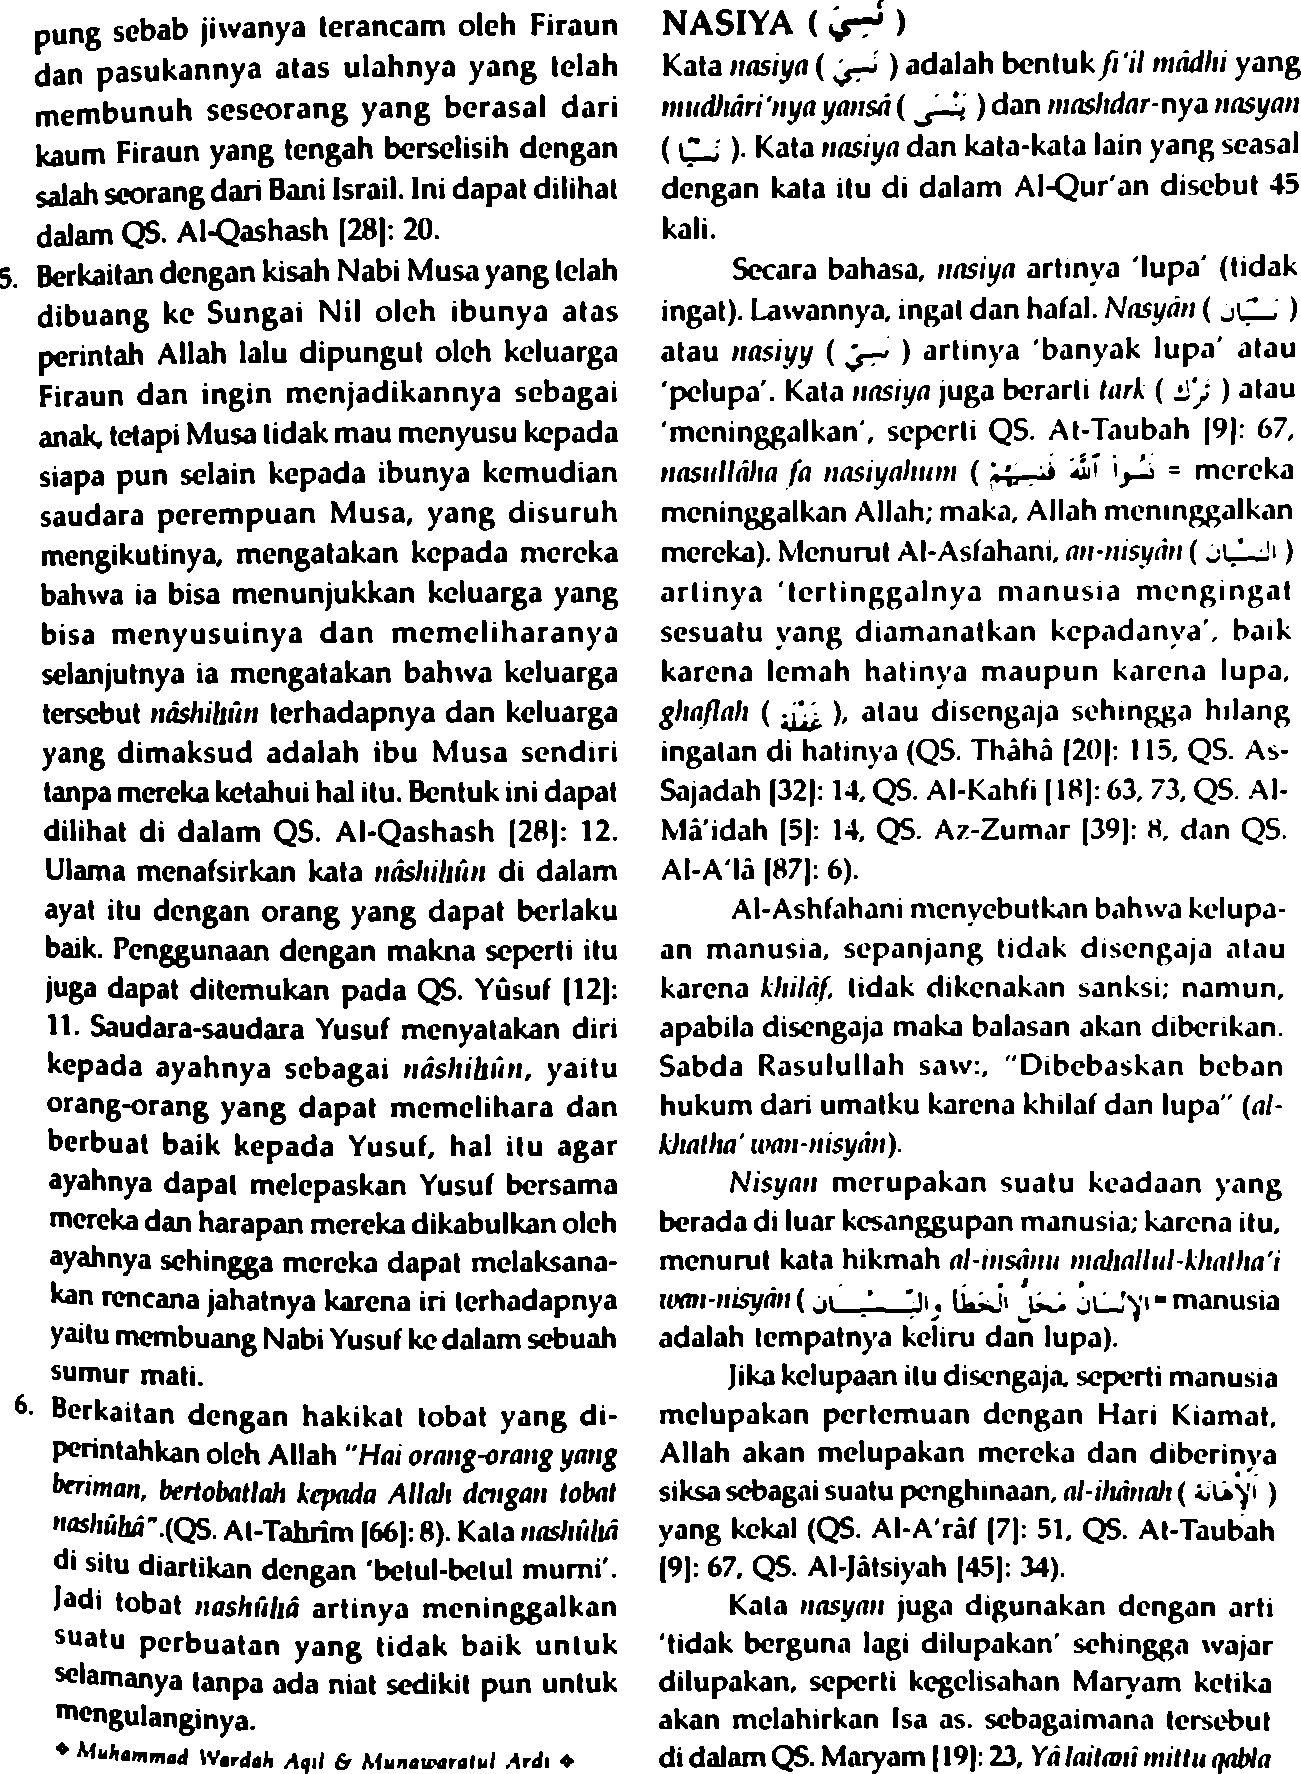 pung sebab jiwanya terancam oleh Firaun
dan pasukannya atas ulahnya yang telah
membunuh seseorang yang berasal dari
kaum Firaun yang tengah berselisih dengan
salah seorang dari Bani Israil. Ini dapat dilihat
dalam QS. Al-Qashash [28]: 20.
5. Berkaitan dengan kisah Nabi Musa yang telah
dibuang ke Sungai Nil oleh ibunya atas
perintah Allah lalu dipungut oleh keluarga
Firaun dan ingin menjadikannya sebagai
anak, tetapi Musa tidak mau menyusu kepada
siapa pun selain kepada ibunya kemudian
saudara perempuan Musa, yang disuruh
mengikutinya, mengatakan kepada mereka
bahwa ia bisa menunjukkan keluarga yang
bisa menyusuinya dan memeliharanya
selanjutnya ia mengatakan bahwa keluarga
tersebut nâshihûn terhadapnya dan keluarga
yang dimaksud adalah ibu Musa sendiri
tanpa mereka ketahui hal itu. Bentuk ini dapat
dilihat di dalam QS. Al-Qashash [28]: 12.
Ulama menafsirkan kata nâshihûn di dalam
ayat itu dengan orang yang dapat berlaku
baik. Penggunaan dengan makna seperti itu
juga dapat ditemukan pada QS. Yûsuf [12]:
11. Saudara-saudara Yusuf menyatakan diri
kepada ayahnya sebagai nâshihûn, yaitu
orang-orang yang dapat memelihara dan
berbuat baik kepada Yusuf, hal itu agar
ayahnya dapat melepaskan Yusuf bersama
mereka dan harapan mereka dikabulkan oleh
ayahnya sehingga mereka dapat melaksana-
kan rencana jahatnya karena iri terhadapnya
yaitu membuang Nabi Yusuf ke dalam sebuah
sumur mati.
6. Berkaitan dengan hakikat tobat yang di-
perintahkan oleh Allah "Hai orang-orang yang
beriman, bertobatlah kepada Allah dengan tobat
nashûhâ".(QS. At-Tahrîm [66]: 8). Kata nashûhâ
di situ diartikan dengan 'betul-betul murni'.
Jadi tobat nashûhâ artinya meninggalkan
suatu perbuatan yang tidak baik untuk
selamanya tanpa ada niat sedikit pun untuk
mengulanginya.
◆ Muhammad Wardah Aqil & Munawaratul Ardi ◆
NASIYA ( نَسِيَ )
Kata nasiya ( نَسِيَ ) adalah bentuk fi'il mâdhi yang
mudhâri'nya yansâ ( يَنْسَى ) dan mashdar-nya nasyan
( نَسْيًا ). Kata nasiya dan kata-kata lain yang seasal
dengan kata itu di dalam Al-Qur'an disebut 45
kali.
Secara bahasa, nasiya artinya 'lupa' (tidak
ingat). Lawannya, ingat dan hafal. Nasyân ( نَسْيَان )
atau nasiyy ( نَسِيّ ) artinya 'banyak lupa' atau
'pelupa'. Kata nasiya juga berarti tark ( تَرْك ) atau
'meninggalkan', seperti QS. At-Taubah [9]: 67,
nasullâha fa nasiyahum ( نَسُوا۟ ٱللَّهَ فَنَسِيَهُمْ = mereka
meninggalkan Allah; maka, Allah meninggalkan
mereka). Menurut Al-Asfahani, an-nisyân ( النِّسْيَان )
artinya 'tertinggalnya manusia mengingat
sesuatu yang diamanatkan kepadanya', baik
karena lemah hatinya maupun karena lupa,
ghaflah ( غَفْلَة ), atau disengaja sehingga hilang
ingatan di hatinya (QS. Thâhâ [20]: 115, QS. As-
Sajadah [32]: 14, QS. Al-Kahfi [18]: 63, 73, QS. Al-
Mâ'idah [5]: 14, QS. Az-Zumar [39]: 8, dan QS.
Al-A'lâ [87]: 6).
Al-Ashfahani menyebutkan bahwa kelupa-
an manusia, sepanjang tidak disengaja atau
karena khilâf, tidak dikenakan sanksi; namun,
apabila disengaja maka balasan akan diberikan.
Sabda Rasulullah saw:, "Dibebaskan beban
hukum dari umatku karena khilaf dan lupa" (al-
khatha' wan-nisyân).
Nisyan merupakan suatu keadaan yang
berada di luar kesanggupan manusia; karena itu,
menurut kata hikmah al-insânu mahallul-khatha'i
wan-nisyân ( الإِنْسَانُ مَحَلُّ الْخَطَإِ وَالنِّسْيَان = manusia
adalah tempatnya keliru dan lupa).
Jika kelupaan itu disengaja, seperti manusia
melupakan pertemuan dengan Hari Kiamat,
Allah akan melupakan mereka dan diberinya
siksa sebagai suatu penghinaan, al-ihânah ( الإِهَانَة )
yang kekal (QS. Al-A'râf [7]: 51, QS. At-Taubah
[9]: 67, QS. Al-Jâtsiyah [45]: 34).
Kata nasyan juga digunakan dengan arti
'tidak berguna lagi dilupakan' sehingga wajar
dilupakan, seperti kegelisahan Maryam ketika
akan melahirkan Isa as. sebagaimana tersebut
di dalam QS. Maryam [19]: 23, Yâ laitanî mittu qabla